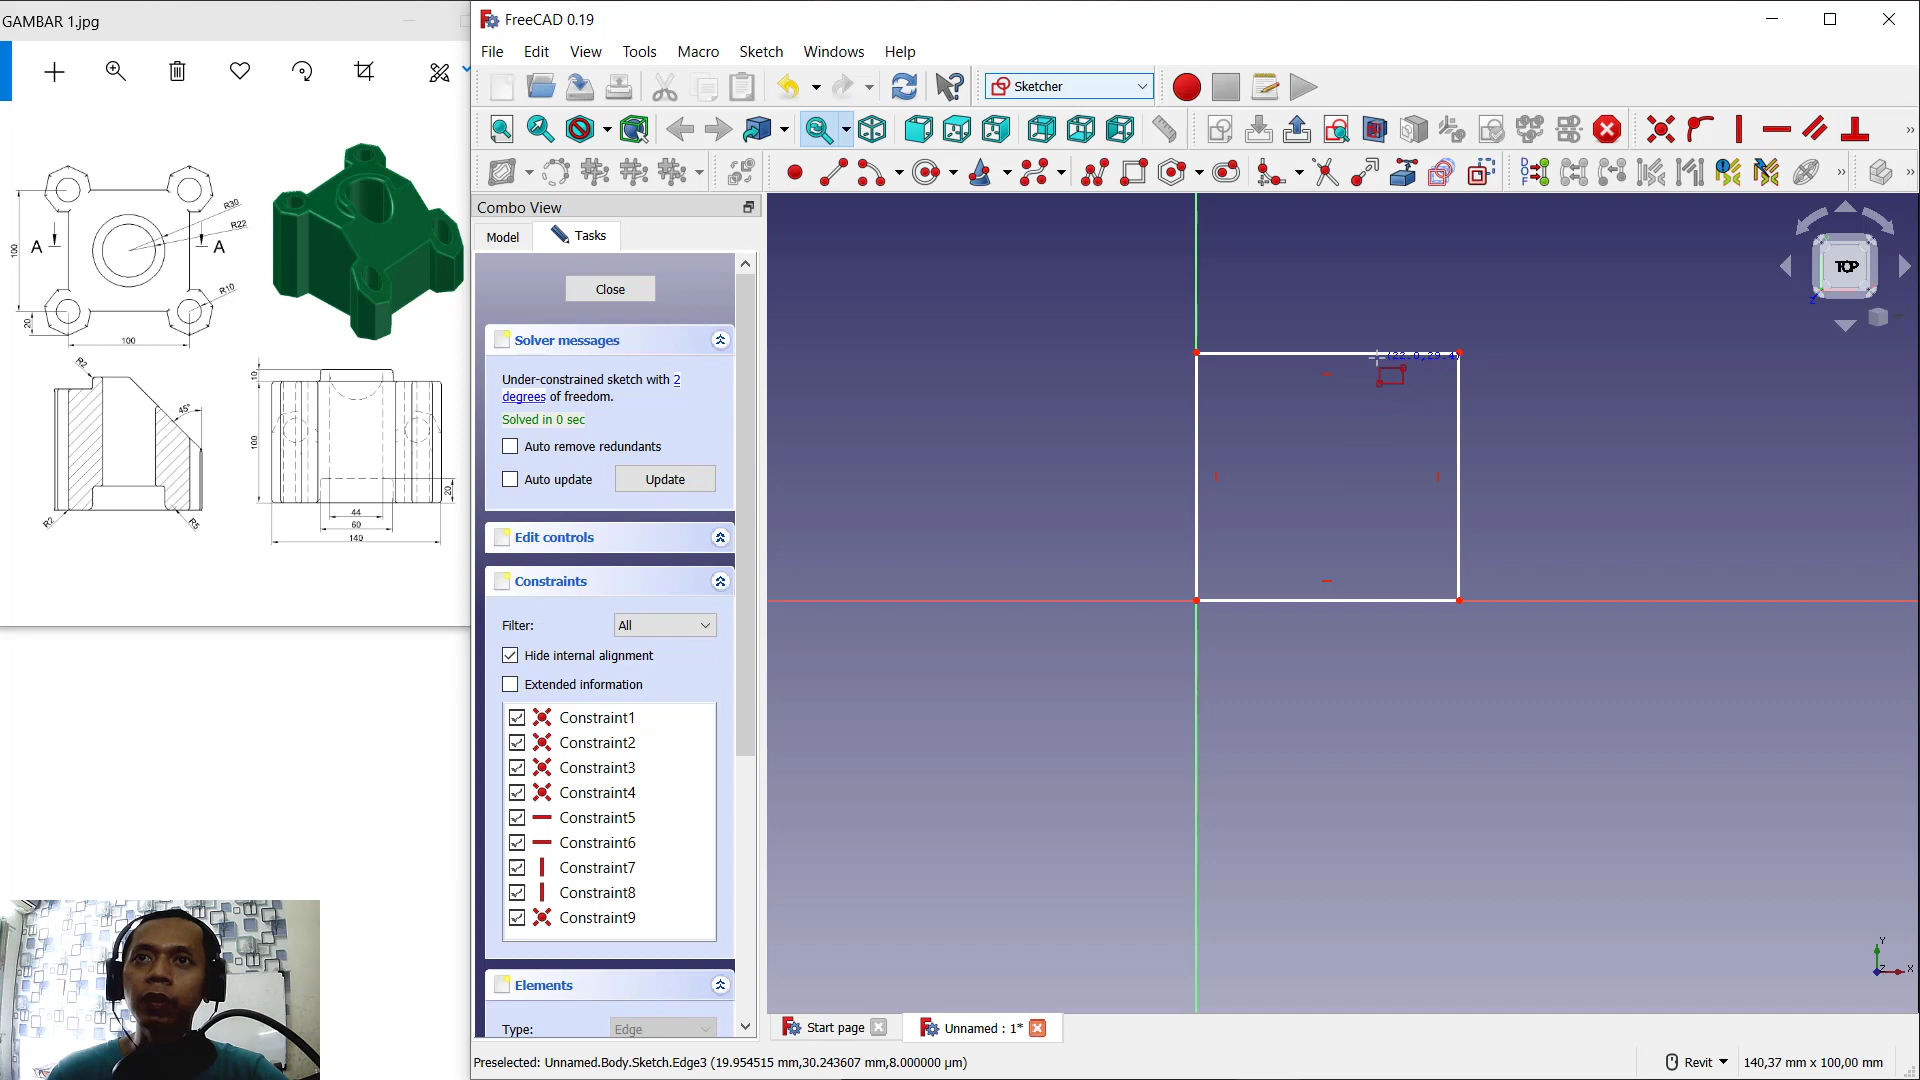 GAMBAR 1.jpg
FreeCAD 0.19
File Edit View Tools Macro Sketch Windows Help
Sketcher
Combo View
Model Tasks
Close
Solver messages
Under-constrained sketch with 2
degrees of freedom.
Solved in 0 sec
Auto remove redundants
Auto update Update
Edit controls
Constraints
Filter: All
Hide internal alignment
Extended information
Constraint1
Constraint2
Constraint3
Constraint4
Constraint5
Constraint6
Constraint7
Constraint8
Constraint9
Elements
Type: Edge
R30
R22
100
A A
R10
20
100
R2
45°
R2 R5
10
100
20
44
60
140
(22.0,29.4)
TOP
Z
Y
Z X
Start page Unnamed : 1*
Preselected: Unnamed.Body.Sketch.Edge3 (19.954515 mm,30.243607 mm,8.000000 µm)
Revit 140,37 mm x 100,00 mm